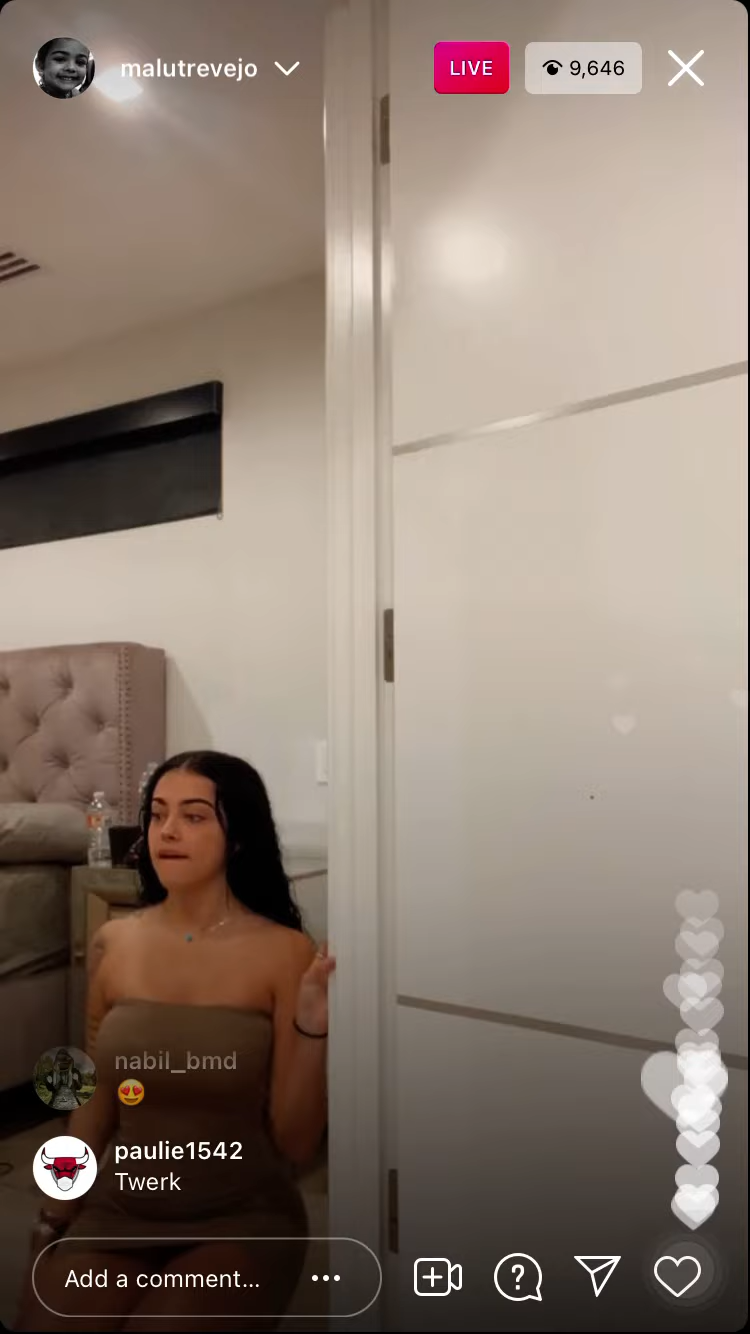 malutrevejo
LIVE
9,646
nabil_bmd
😍
paulie1542
Twerk
Add a comment...